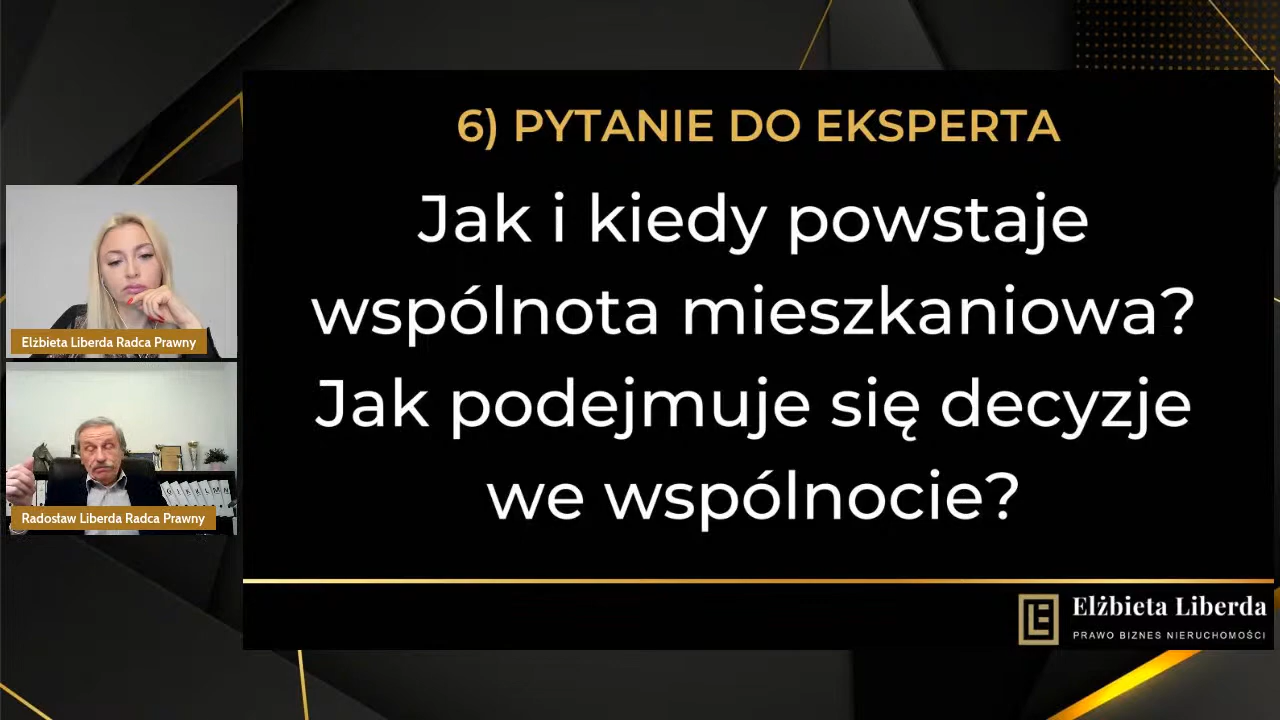 6) PYTANIE DO EKSPERTA
Jak i kiedy powstaje
wspólnota mieszkaniowa?
Jak podejmuje się decyzje
we wspólnocie?
Elżbieta Liberda Radca Prawny
Radosław Liberda Radca Prawny
Elżbieta Liberda
PRAWO BIZNES NIERUCHOMOŚCI